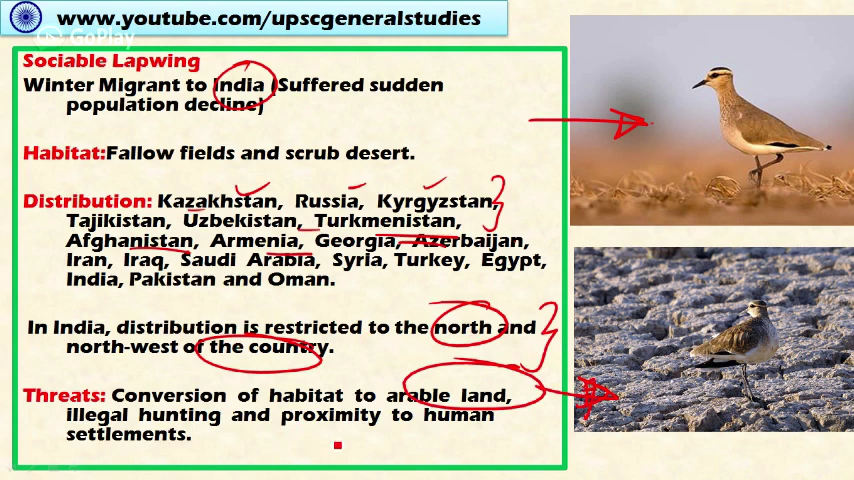 www.youtube.com/upscgeneralstudies
GoPlay
Sociable Lapwing
Winter Migrant to India (Suffered sudden
population decline)
Habitat:Fallow fields and scrub desert.
Distribution: Kazakhstan, Russia, Kyrgyzstan,
Tajikistan, Uzbekistan, Turkmenistan,
Afghanistan, Armenia, Georgia, Azerbaijan,
Iran, Iraq, Saudi Arabia, Syria, Turkey, Egypt,
India, Pakistan and Oman.
In India, distribution is restricted to the north and
north-west of the country.
Threats: Conversion of habitat to arable land,
illegal hunting and proximity to human
settlements.